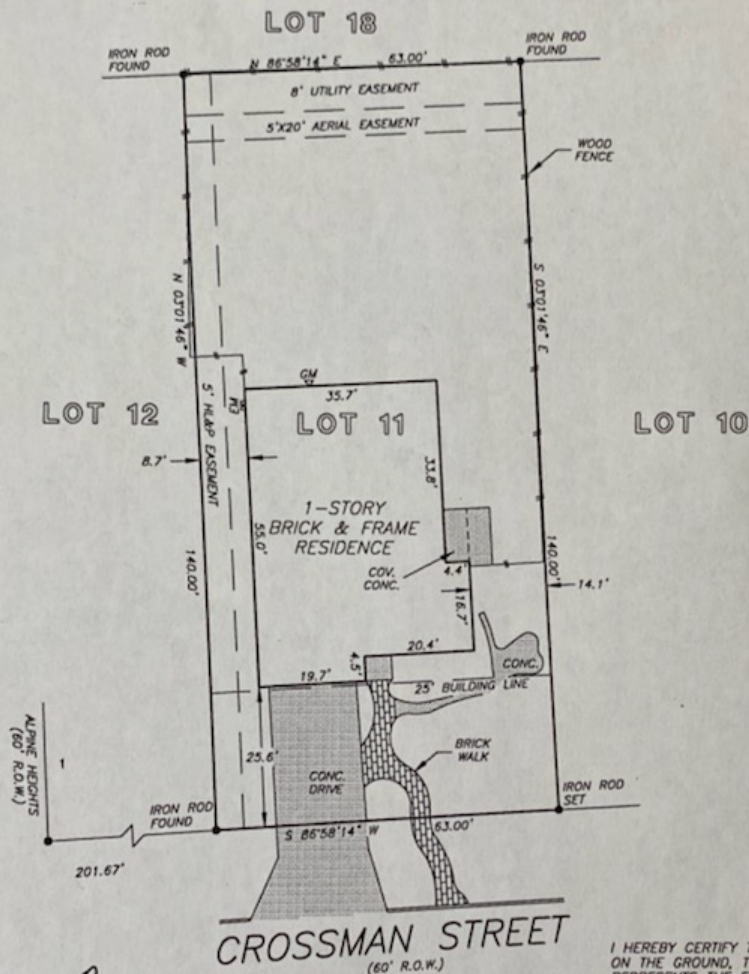 LOT 18
IRON ROD
FOUND
N 86°58'14" E
63.00'
IRON ROD
FOUND
8' UTILITY EASEMENT
5'X20' AERIAL EASEMENT
WOOD
FENCE
N 03°01'46" W
S 03°01'46" E
GM
35.7'
LOT 12
5' HL&P EASEMENT
LOT 11
LOT 10
8.7'
33.8'
1-STORY
BRICK & FRAME
RESIDENCE
55.0'
COV.
CONC.
4.4'
140.00'
140.00'
14.1'
16.7'
20.4'
4.5'
CONC.
19.7'
25' BUILDING LINE
ALPINE HEIGHTS
(60' R.O.W.)
1
25.6'
CONC.
DRIVE
BRICK
WALK
IRON ROD
FOUND
IRON ROD
SET
S 86°58'14" W
63.00'
201.67'
CROSSMAN STREET
(60' R.O.W.)
I HEREBY CERTIFY
ON THE GROUND,